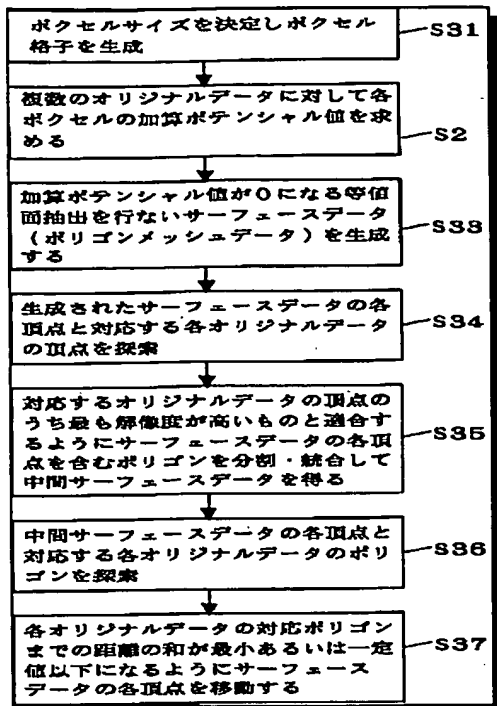 ボクセルサイズを決定しボクセル
格子を生成
S31
複数のオリジナルデータに対して各
ボクセルの加算ポテンシャル値を求
める
S2
加算ポテンシャル値が0になる等値
面抽出を行ないサーフェースデータ
(ポリゴンメッシュデータ)を生成
する
S33
生成されたサーフェースデータの各
頂点と対応する各オリジナルデータ
の頂点を探索
S34
対応するオリジナルデータの頂点の
うち最も解像度が高いものと適合す
るようにサーフェースデータの各頂
点を含むポリゴンを分割・統合して
中間サーフェースデータを得る
S35
中間サーフェースデータの各頂点と
対応する各オリジナルデータのポリ
ゴンを探索
S36
各オリジナルデータの対応ポリゴン
までの距離の和が最小あるいは一定
値以下になるようにサーフェース
データの各頂点を移動する
S37